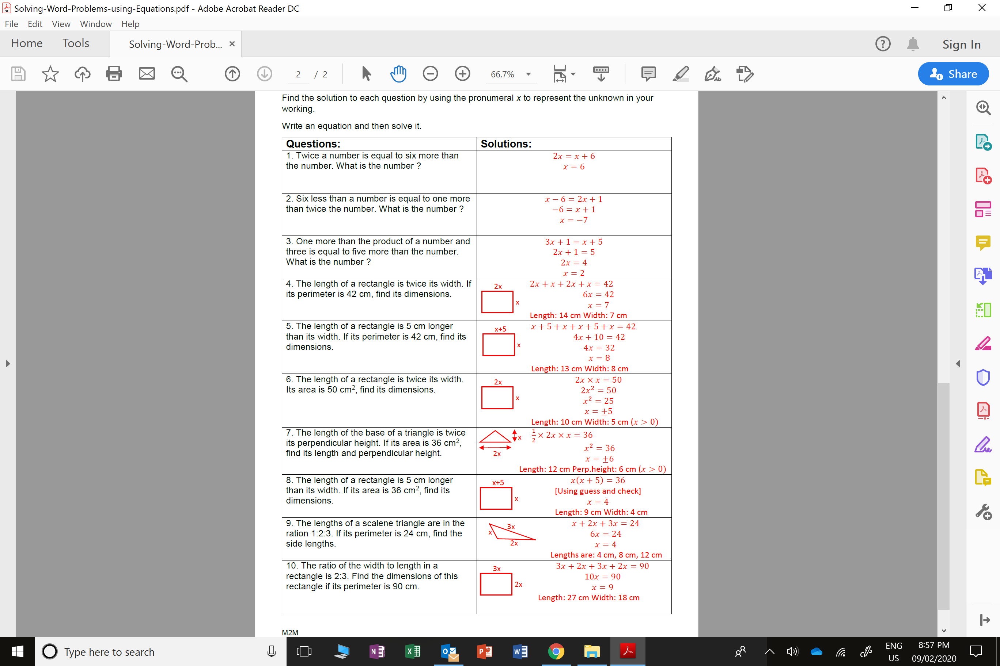 Solving-Word-Problems-using-Equations.pdf - Adobe Acrobat Reader DC
File Edit View Window Help
Home Tools Solving-Word-Prob... × Sign In
2 / 2 66.7% Share
Find the solution to each question by using the pronumeral x to represent the unknown in your
working.
Write an equation and then solve it.
Questions: Solutions:
1. Twice a number is equal to six more than
the number. What is the number ?
2x = x + 6
x = 6
2. Six less than a number is equal to one more
than twice the number. What is the number ?
x − 6 = 2x + 1
−6 = x + 1
x = −7
3. One more than the product of a number and
three is equal to five more than the number.
What is the number ?
3x + 1 = x + 5
2x + 1 = 5
2x = 4
x = 2
4. The length of a rectangle is twice its width. If
its perimeter is 42 cm, find its dimensions.
2x
x
2x + x + 2x + x = 42
6x = 42
x = 7
Length: 14 cm Width: 7 cm
5. The length of a rectangle is 5 cm longer
than its width. If its perimeter is 42 cm, find its
dimensions.
x+5
x
x + 5 + x + x + 5 + x = 42
4x + 10 = 42
4x = 32
x = 8
Length: 13 cm Width: 8 cm
6. The length of a rectangle is twice its width.
Its area is 50 cm², find its dimensions.
2x
x
2x × x = 50
2x² = 50
x² = 25
x = ±5
Length: 10 cm Width: 5 cm (x > 0)
7. The length of the base of a triangle is twice
its perpendicular height. If its area is 36 cm²,
find its length and perpendicular height.
x
2x
1/2 × 2x × x = 36
x² = 36
x = ±6
Length: 12 cm Perp.height: 6 cm (x > 0)
8. The length of a rectangle is 5 cm longer
than its width. If its area is 36 cm², find its
dimensions.
x+5
x
x(x + 5) = 36
[Using guess and check]
x = 4
Length: 9 cm Width: 4 cm
9. The lengths of a scalene triangle are in the
ration 1:2:3. If its perimeter is 24 cm, find the
side lengths.
3x
x
2x
x + 2x + 3x = 24
6x = 24
x = 4
Lengths are: 4 cm, 8 cm, 12 cm
10. The ratio of the width to length in a
rectangle is 2:3. Find the dimensions of this
rectangle if its perimeter is 90 cm.
3x
2x
3x + 2x + 3x + 2x = 90
10x = 90
x = 9
Length: 27 cm Width: 18 cm
M2M
Type here to search
ENG
US
8:57 PM
09/02/2020